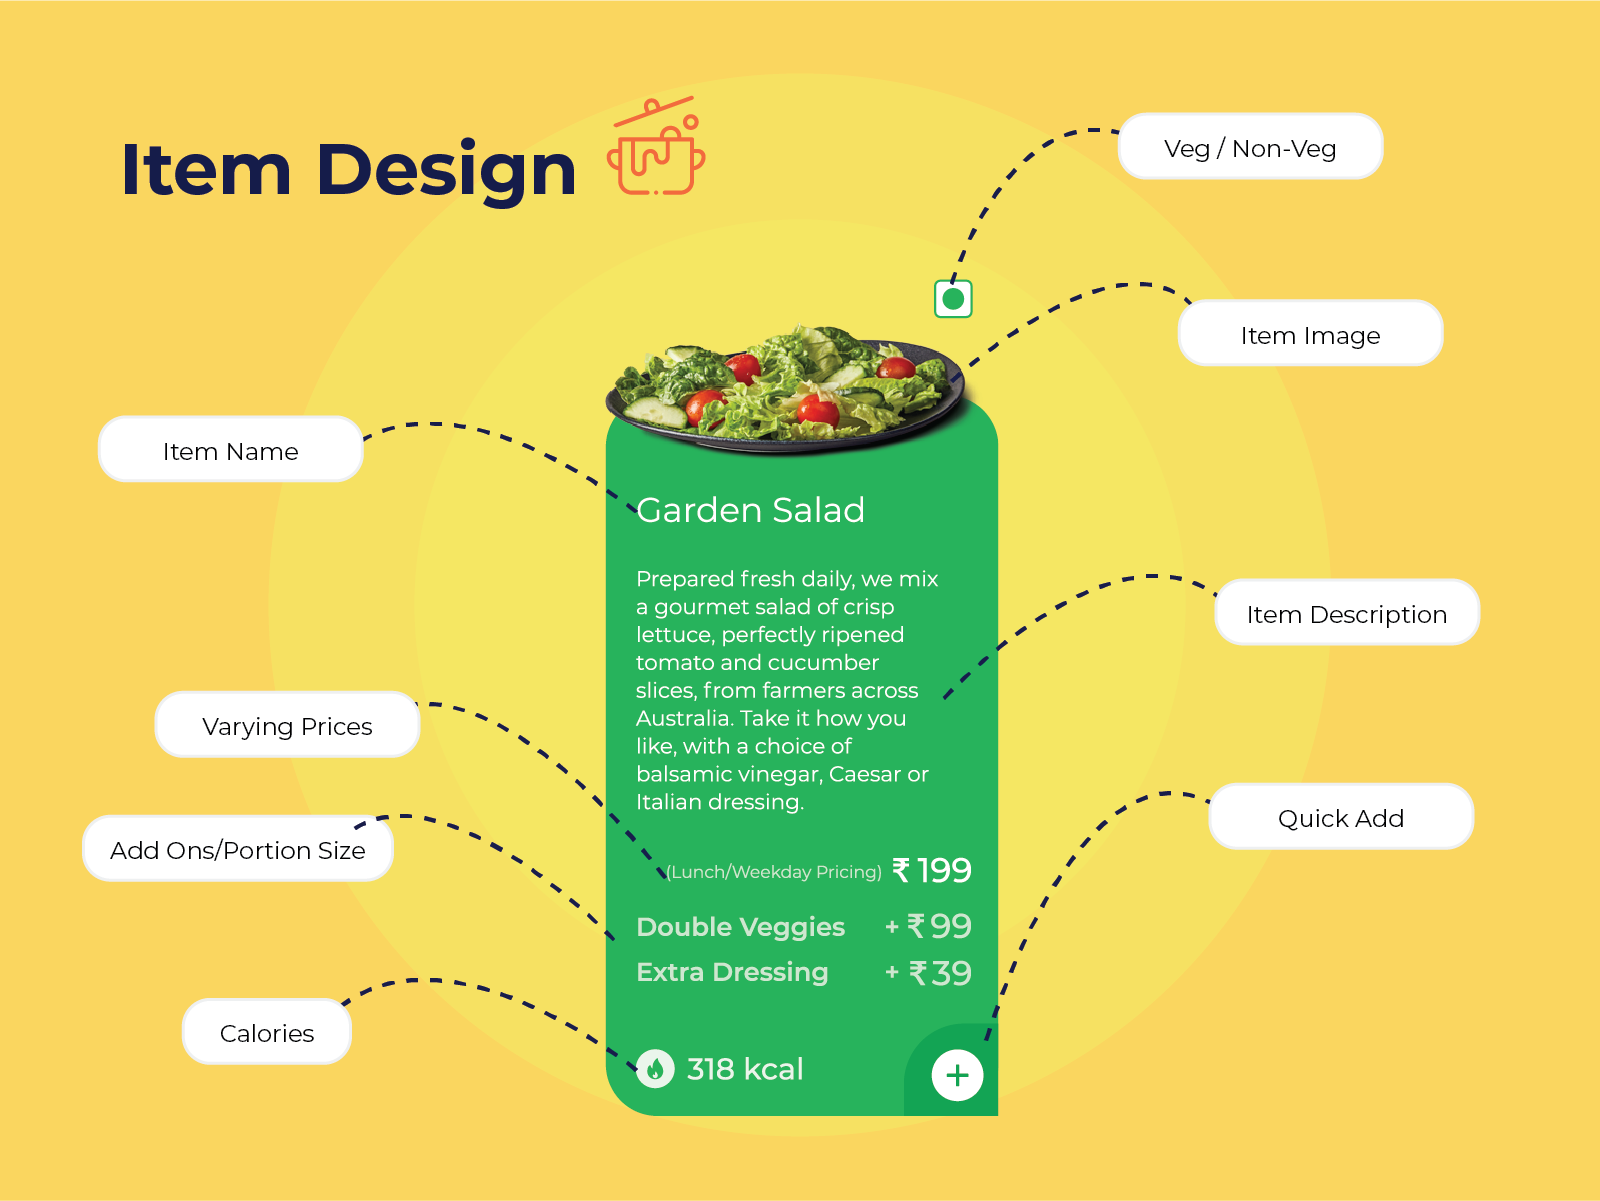 Item Design
Veg / Non-Veg
Item Image
Item Name
Garden Salad
Prepared fresh daily, we mix
a gourmet salad of crisp
lettuce, perfectly ripened
tomato and cucumber
slices, from farmers across
Australia. Take it how you
like, with a choice of
balsamic vinegar, Caesar or
Italian dressing.
Item Description
Varying Prices
Add Ons/Portion Size
Quick Add
(Lunch/Weekday Pricing) ₹ 199
Double Veggies + ₹ 99
Extra Dressing + ₹ 39
Calories
318 kcal
+